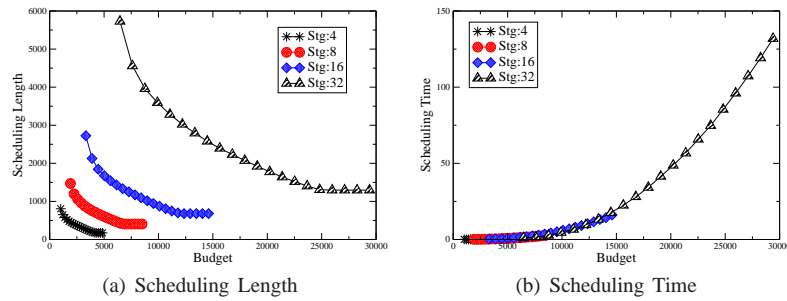 6000
5000
4000
3000
2000
1000
0
Scheduling Length
0 5000 10000 15000 20000 25000 30000
Budget
Stg:4
Stg:8
Stg:16
Stg:32
(a) Scheduling Length
150
100
50
0
Scheduling Time
0 5000 10000 15000 20000 25000 30000
Budget
Stg:4
Stg:8
Stg:16
Stg:32
(b) Scheduling Time